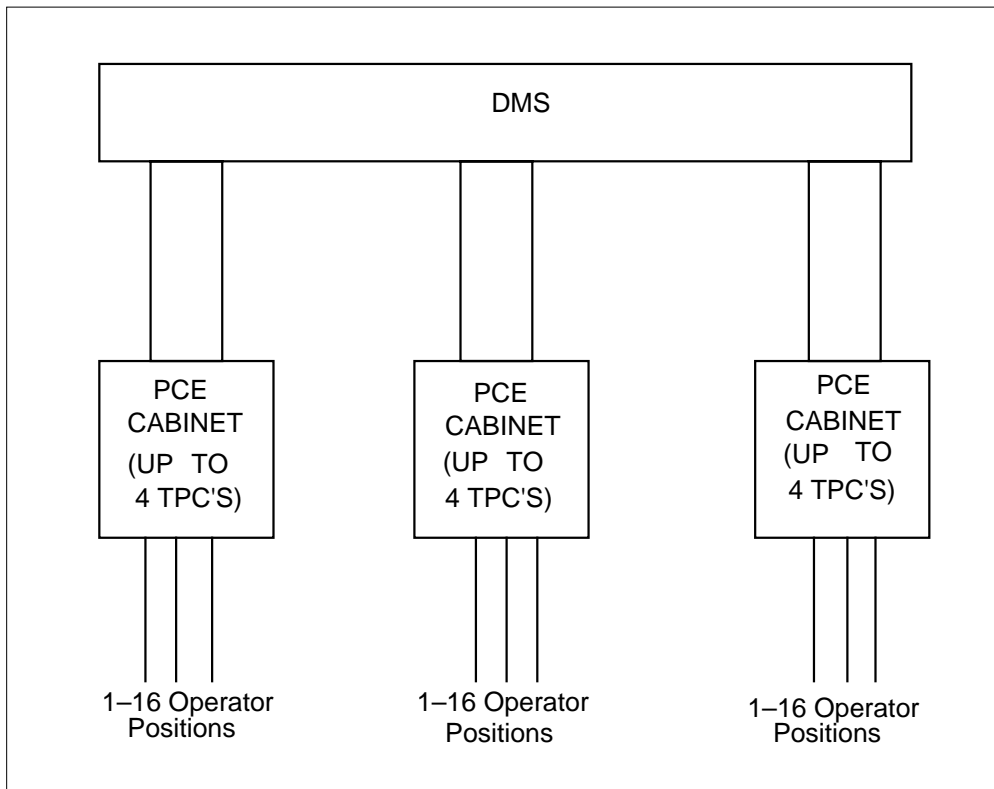 DMS
PCE
CABINET
(UP TO
4 TPC'S)
PCE
CABINET
(UP TO
4 TPC'S)
PCE
CABINET
(UP TO
4 TPC'S)
1–16 Operator
Positions
1–16 Operator
Positions
1–16 Operator
Positions